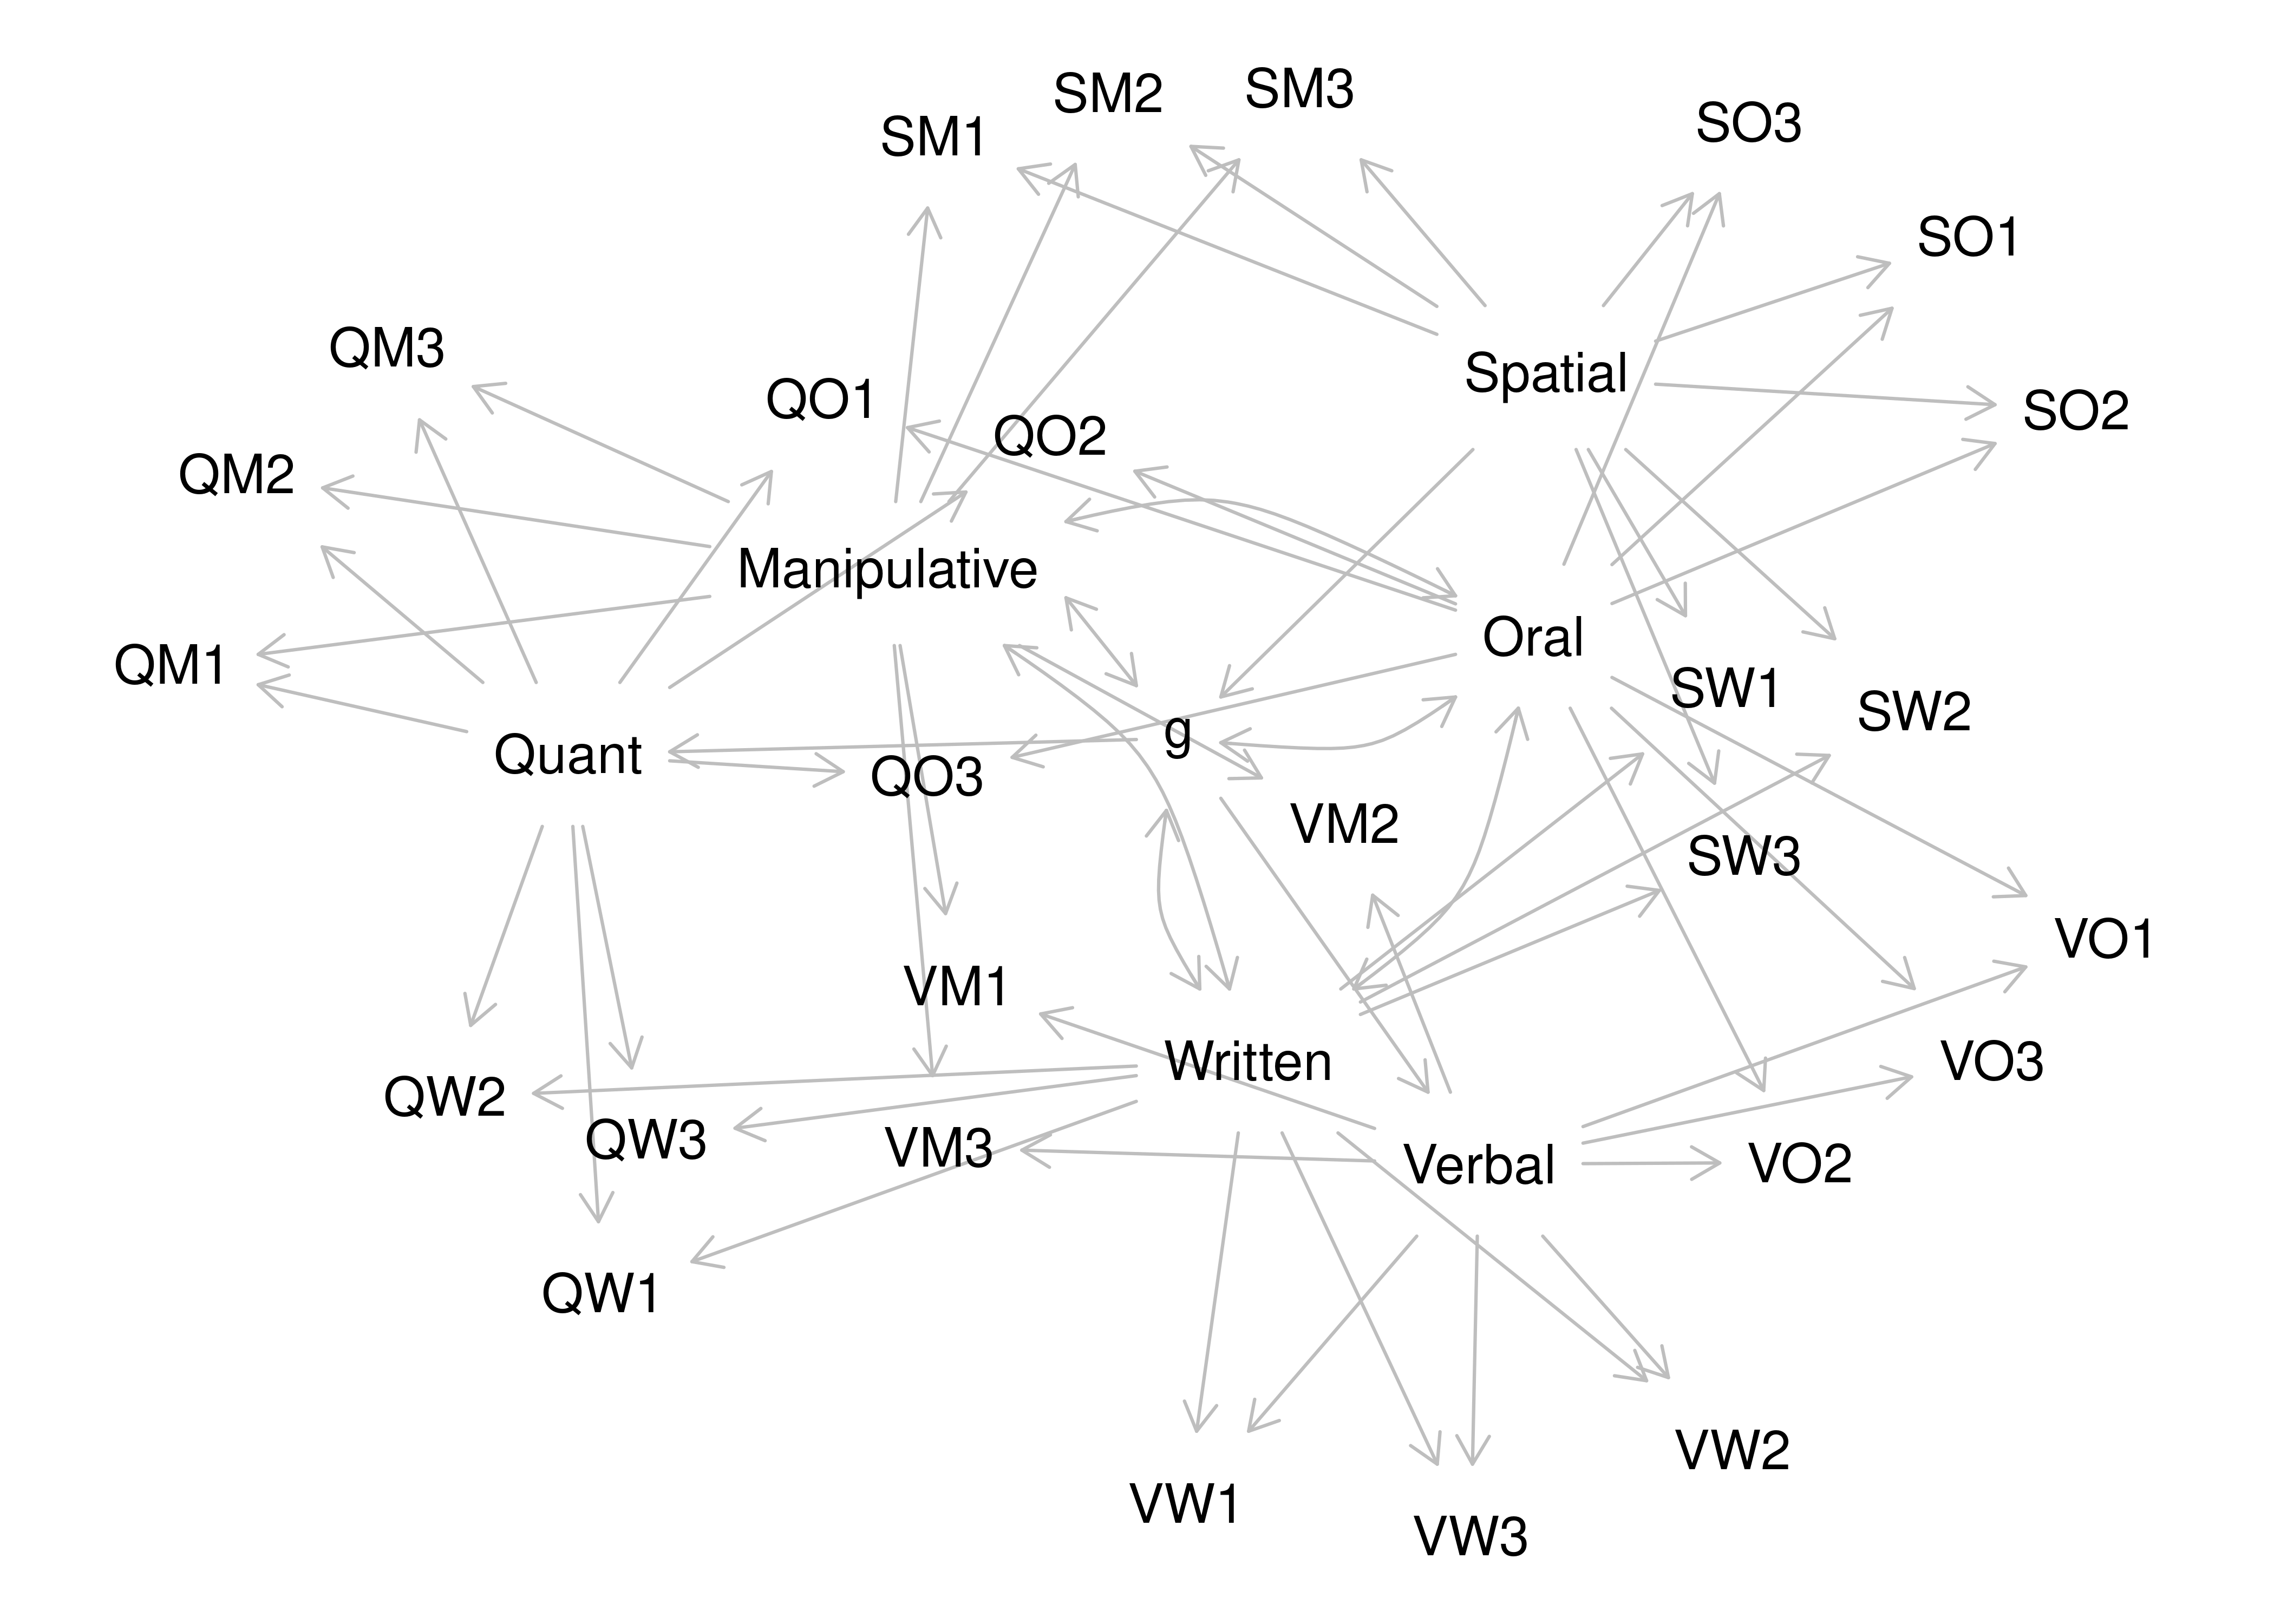 SM3
SM2
SO3
SM1
SO1
QM3
Spatial
QO1
SO2
QO2
QM2
Manipulative
Oral
QM1
SW1
SW2
g
Quant
QO3
VM2
SW3
VO1
VM1
Written
VO3
QW2
QW3
VM3
Verbal
VO2
QW1
VW2
VW1
VW3